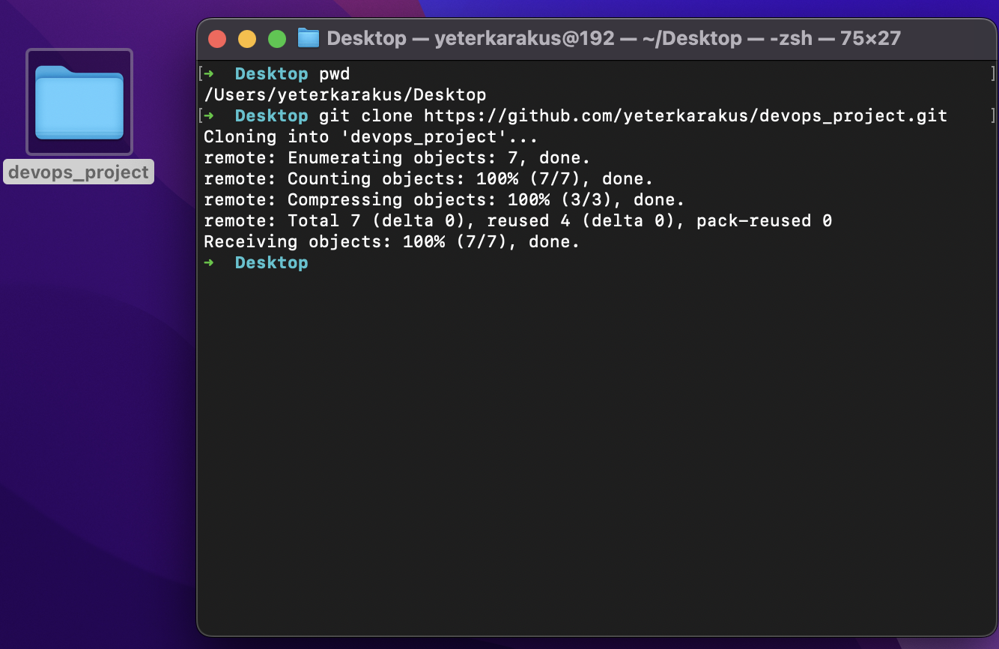 devops_project
Desktop — yeterkarakus@192 — ~/Desktop — -zsh — 75×27
[➜  Desktop pwd ]
/Users/yeterkarakus/Desktop
[➜  Desktop git clone https://github.com/yeterkarakus/devops_project.git ]
Cloning into 'devops_project'...
remote: Enumerating objects: 7, done.
remote: Counting objects: 100% (7/7), done.
remote: Compressing objects: 100% (3/3), done.
remote: Total 7 (delta 0), reused 4 (delta 0), pack-reused 0
Receiving objects: 100% (7/7), done.
➜  Desktop